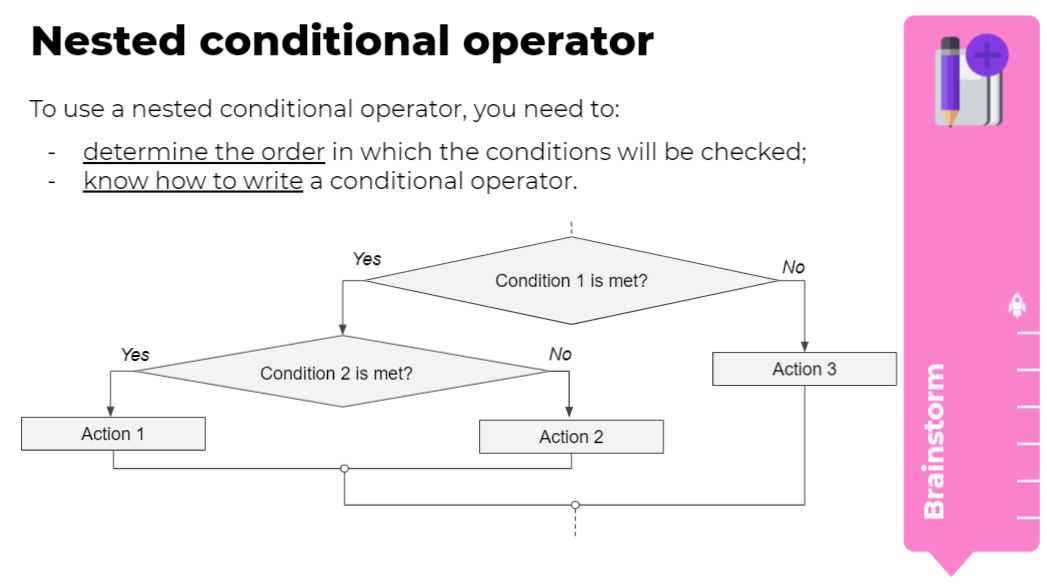 Nested conditional operator
To use a nested conditional operator, you need to:
- determine the order in which the conditions will be checked;
- know how to write a conditional operator.
Yes
Condition 1 is met?
No
Yes
Condition 2 is met?
No
Action 3
Action 1
Action 2
Brainstorm